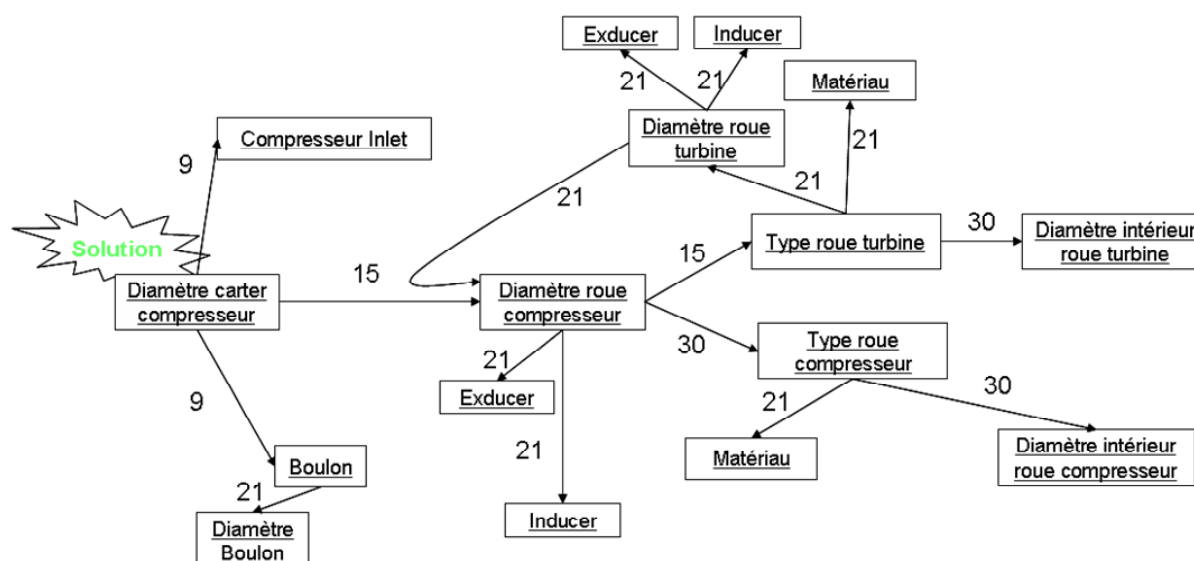 Exducer
Inducer
21
21
Matériau
Diamètre roue
turbine
Compresseur Inlet
9
21
21
21
Solution
Type roue turbine
30
Diamètre intérieur
roue turbine
15
15
Diamètre carter
compresseur
Diamètre roue
compresseur
30
Type roue
compresseur
21
30
9
Exducer
21
21
Matériau
Diamètre intérieur
roue compresseur
Boulon
21
Inducer
Diamètre
Boulon